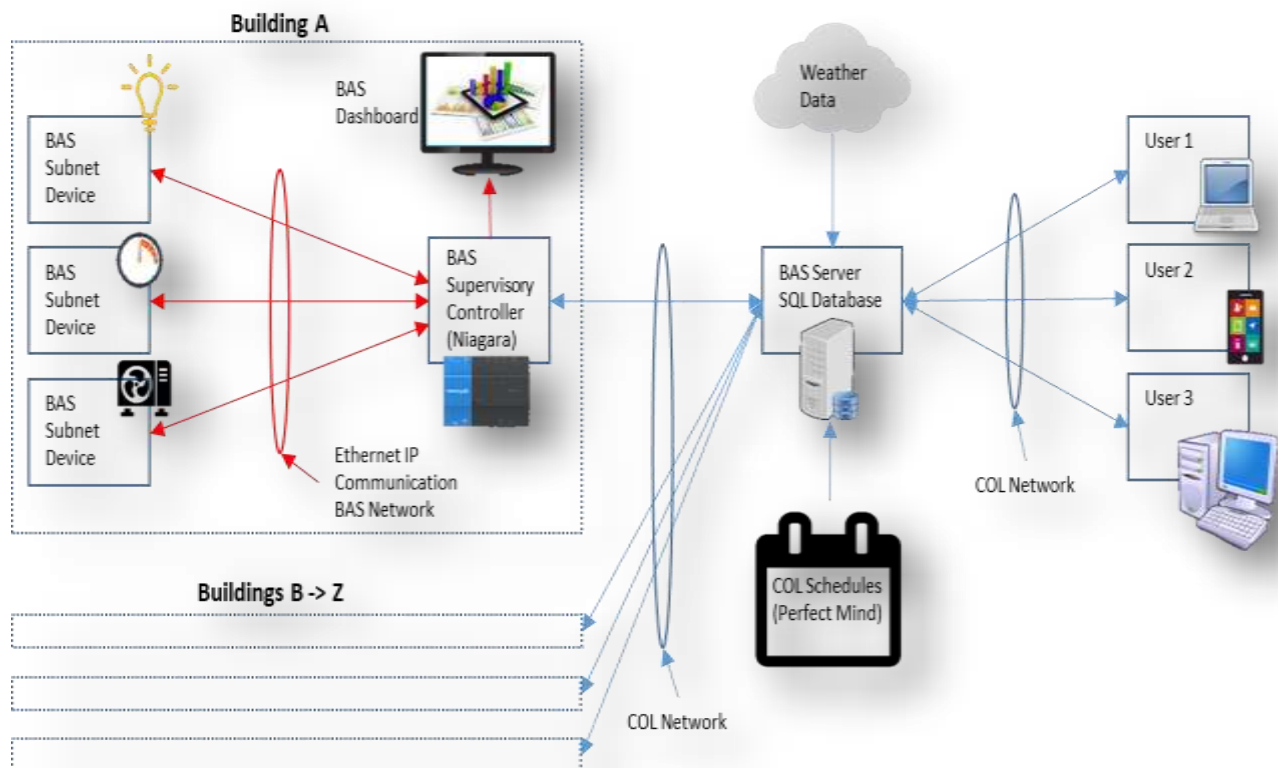 Building A
BAS
Dashboard
BAS
Subnet
Device
BAS
Subnet
Device
BAS
Subnet
Device
BAS
Supervisory
Controller
(Niagara)
Ethernet IP
Communication
BAS Network
Buildings B -> Z
Weather
Data
BAS Server
SQL Database
COL Schedules
(Perfect Mind)
COL Network
User 1
User 2
User 3
COL Network